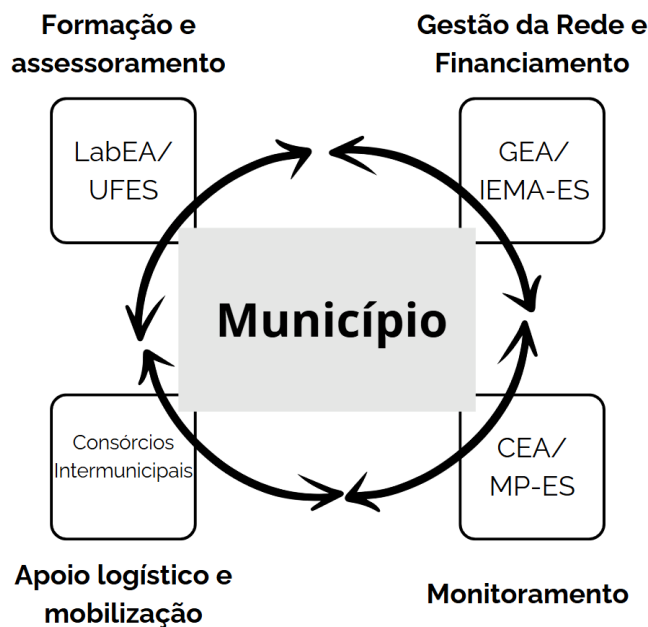 Formação e
assessoramento
Gestão da Rede e
Financiamento
LabEA/
UFES
GEA/
IEMA-ES
Município
Consórcios
Intermunicipais
CEA/
MP-ES
Apoio logístico e
mobilização
Monitoramento